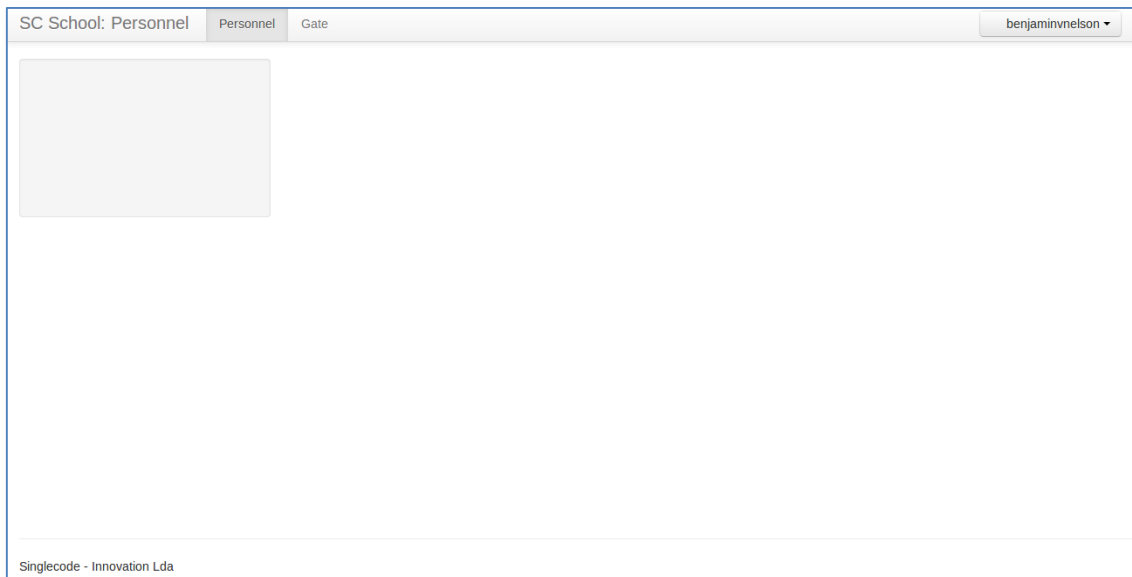 SC School: Personnel Personnel Gate benjaminvnelson
Singlecode - Innovation Lda